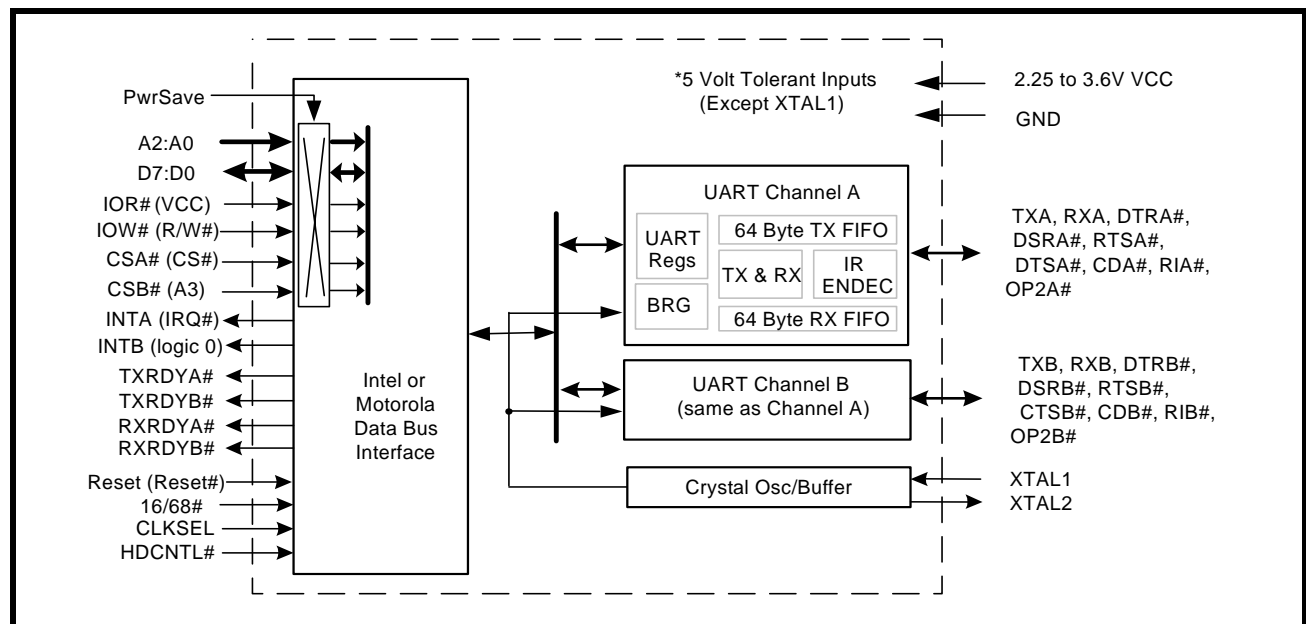 PwrSave
A2:A0
D7:D0
IOR# (VCC)
IOW# (R/W#)
CSA# (CS#)
CSB# (A3)
INTA (IRQ#)
INTB (logic 0)
TXRDYA#
TXRDYB#
RXRDYA#
RXRDYB#
Reset (Reset#)
16/68#
CLKSEL
HDCNTL#
Intel or
Motorola
Data Bus
Interface
*5 Volt Tolerant Inputs
(Except XTAL1)
UART Channel A
UART
Regs
BRG
64 Byte TX FIFO
TX & RX
IR
ENDEC
64 Byte RX FIFO
UART Channel B
(same as Channel A)
Crystal Osc/Buffer
2.25 to 3.6V VCC
GND
TXA, RXA, DTRA#,
DSRA#, RTSA#,
DTSA#, CDA#, RIA#,
OP2A#
TXB, RXB, DTRB#,
DSRB#, RTSB#,
CTSB#, CDB#, RIB#,
OP2B#
XTAL1
XTAL2